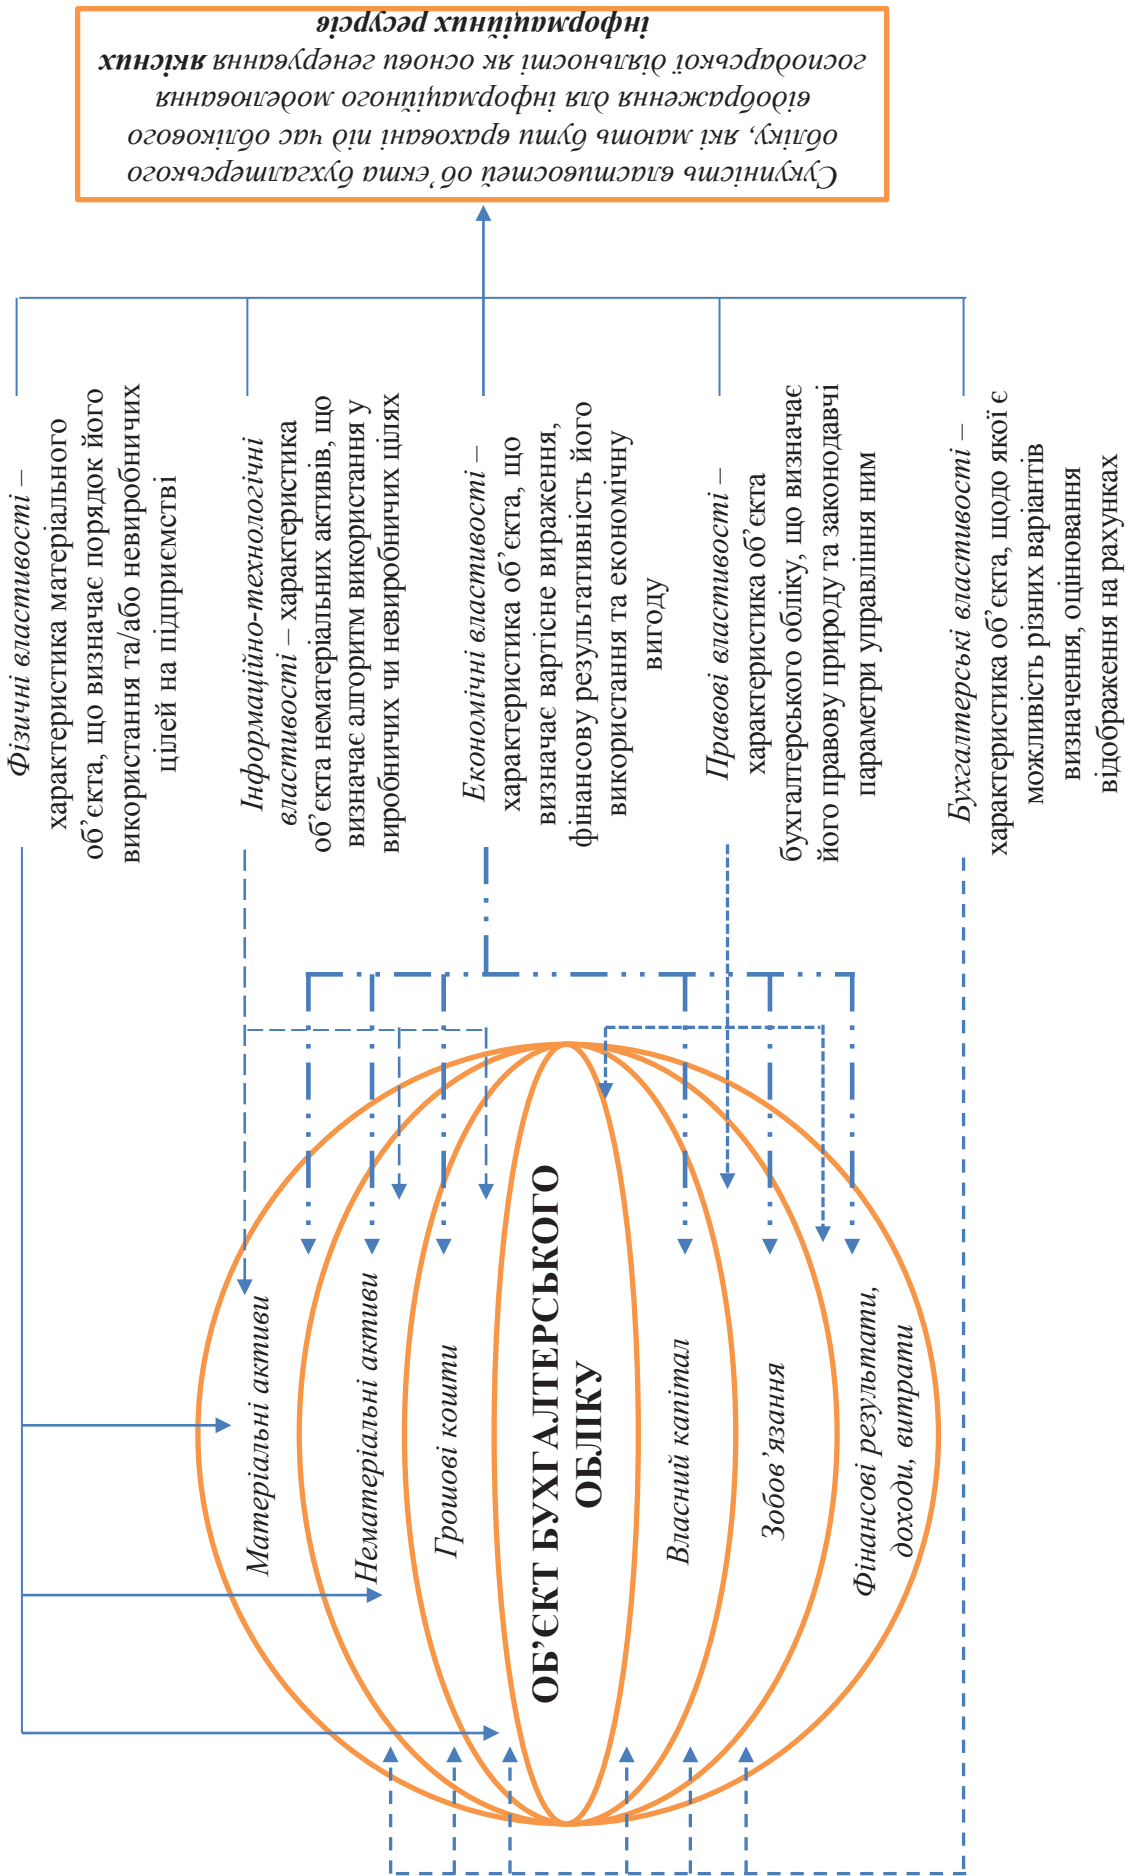 Фізичні властивості –
характеристика матеріального
об’єкта, що визначає порядок його
використання та/або невиробничих
цілей на підприємстві
Інформаційно-технологічні
властивості – характеристика
об’єкта нематеріальних активів, що
визначає алгоритм використання у
виробничих чи невиробничих цілях
Економічні властивості –
характеристика об’єкта, що
визначає вартісне вираження,
фінансову результативність його
використання та економічну
вигоду
Правові властивості –
характеристика об’єкта
бухгалтерського обліку, що визначає
його правову природу та законодавчі
параметри управління ним
Бухгалтерські властивості –
характеристика об’єкта, щодо якої є
можливість різних варіантів
визначення, оцінювання
відображення на рахунках
Матеріальні активи
Нематеріальні активи
Грошові кошти
ОБ’ЄКТ БУХГАЛТЕРСЬКОГО
ОБЛІКУ
Власний капітал
Зобов’язання
Фінансові результати,
доходи, витрати
Сукупність властивостей об’єкта бухгалтерського
обліку, які мають бути враховані під час облікового
відображення для інформаційного моделювання
господарської діяльності як основи генерування якісних
інформаційних ресурсів